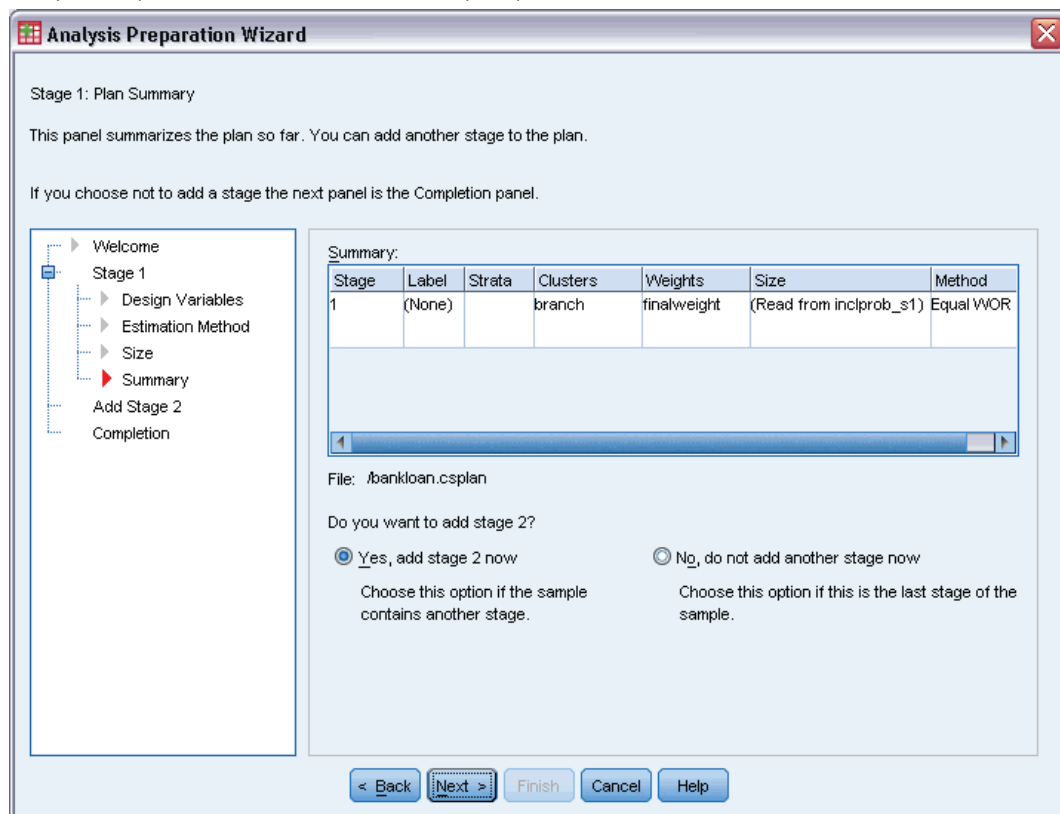 Analysis Preparation Wizard
Stage 1: Plan Summary
This panel summarizes the plan so far. You can add another stage to the plan.
If you choose not to add a stage the next panel is the Completion panel.
Welcome
Stage 1
Design Variables
Estimation Method
Size
Summary
Add Stage 2
Completion
Summary:
Stage Label Strata Clusters Weights Size Method
1 (None) branch finalweight (Read from inclprob_s1) Equal WOR
File: /bankloan.csplan
Do you want to add stage 2?
Yes, add stage 2 now
Choose this option if the sample
contains another stage.
No, do not add another stage now
Choose this option if this is the last stage of the
sample.
< Back Next > Finish Cancel Help